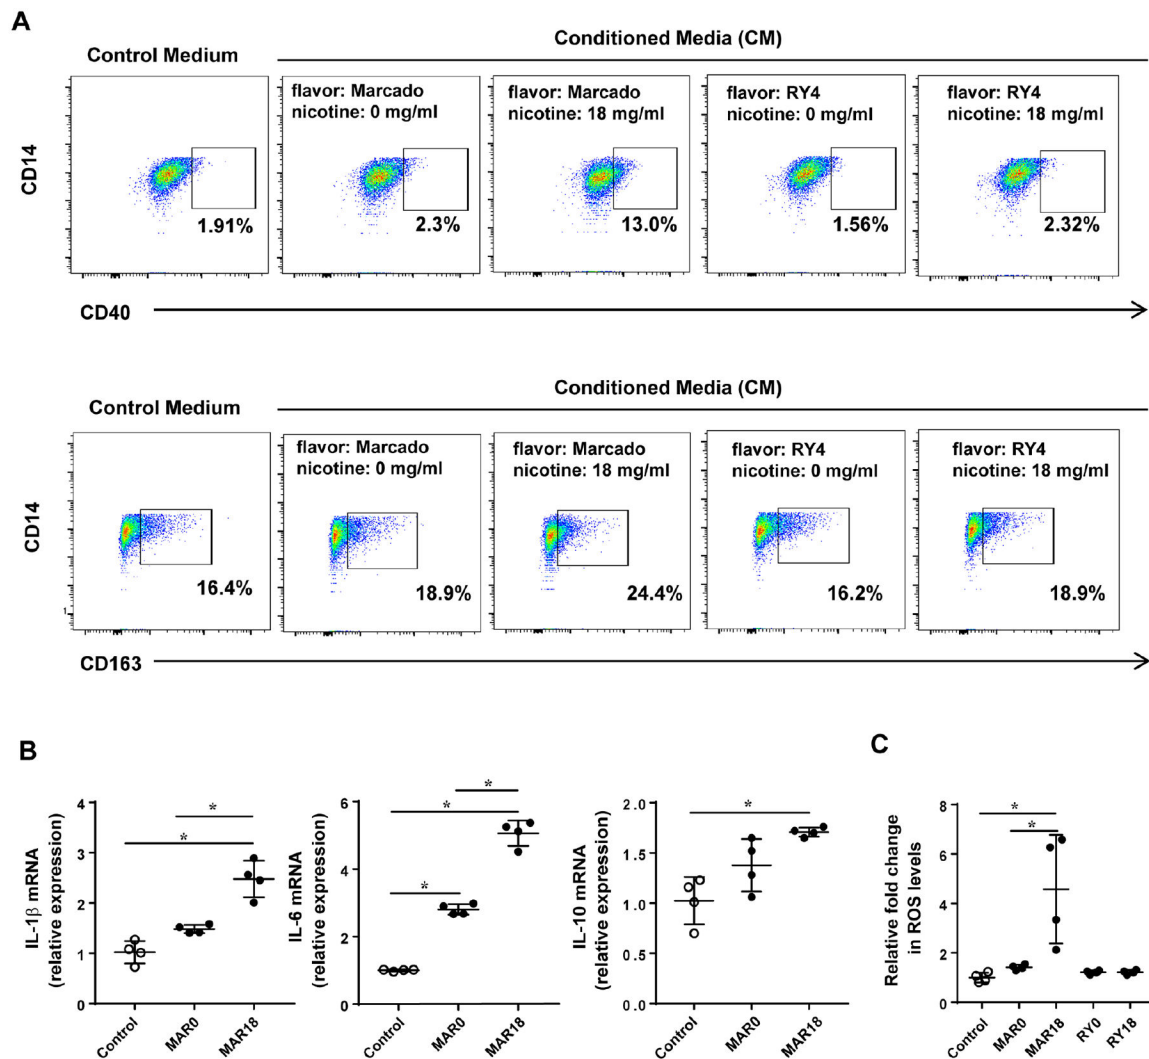 A
Conditioned Media (CM)
Control Medium
flavor: Marcado
nicotine: 0 mg/ml
flavor: Marcado
nicotine: 18 mg/ml
flavor: RY4
nicotine: 0 mg/ml
flavor: RY4
nicotine: 18 mg/ml
CD14
1.91%
2.3%
13.0%
1.56%
2.32%
CD40
Conditioned Media (CM)
Control Medium
flavor: Marcado
nicotine: 0 mg/ml
flavor: Marcado
nicotine: 18 mg/ml
flavor: RY4
nicotine: 0 mg/ml
flavor: RY4
nicotine: 18 mg/ml
CD14
16.4%
18.9%
24.4%
16.2%
18.9%
CD163
B
IL-1β mRNA
(relative expression)
4
3
2
1
0
*
*
Control
MAR0
MAR18
IL-6 mRNA
(relative expression)
6
4
2
0
*
*
*
Control
MAR0
MAR18
IL-10 mRNA
(relative expression)
2.0
1.5
1.0
0.5
0.0
*
Control
MAR0
MAR18
C
Relative fold change
in ROS levels
8
6
4
2
0
*
*
Control
MAR0
MAR18
RY0
RY18